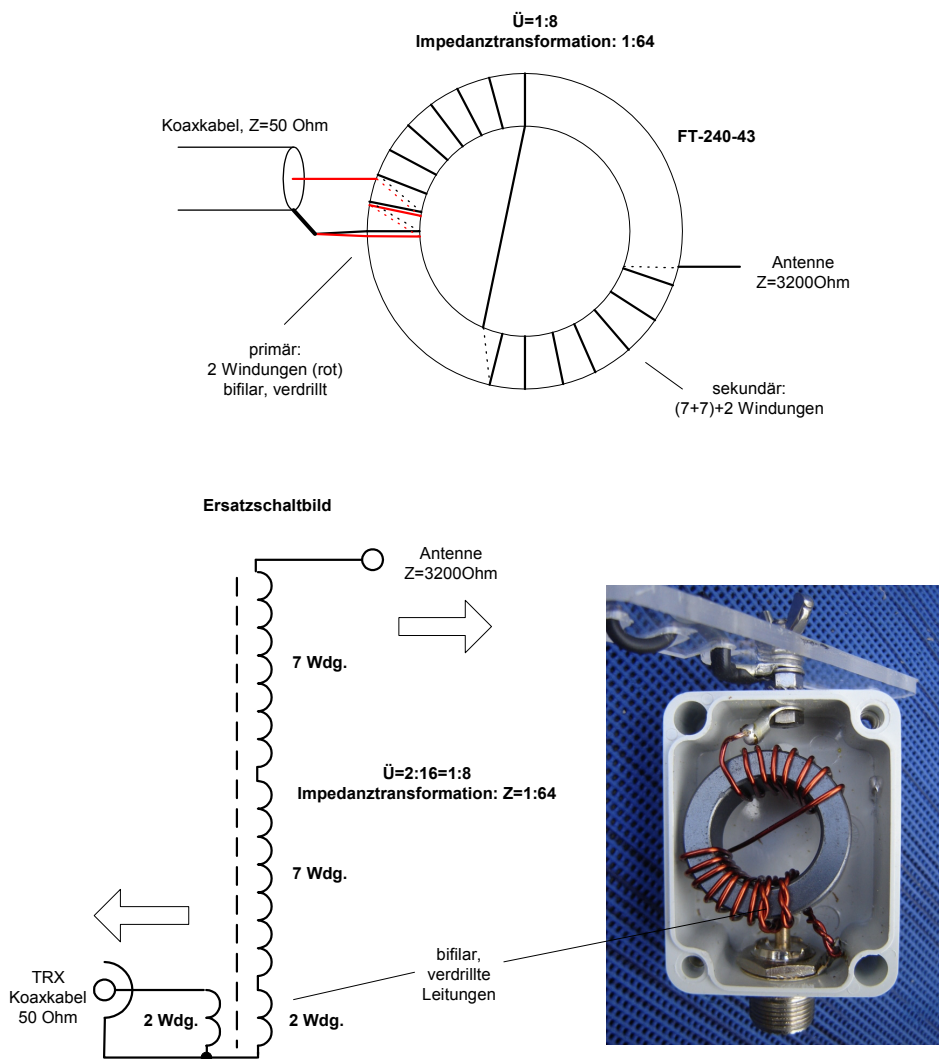 Ü=1:8
Impedanztransformation: 1:64
Koaxkabel, Z=50 Ohm
FT-240-43
Antenne
Z=3200Ohm
primär:
2 Windungen (rot)
bifilar, verdrillt
sekundär:
(7+7)+2 Windungen
Ersatzschaltbild
Antenne
Z=3200Ohm
7 Wdg.
Ü=2:16=1:8
Impedanztransformation: Z=1:64
7 Wdg.
bifilar,
verdrillte
Leitungen
TRX
Koaxkabel
50 Ohm
2 Wdg.
2 Wdg.